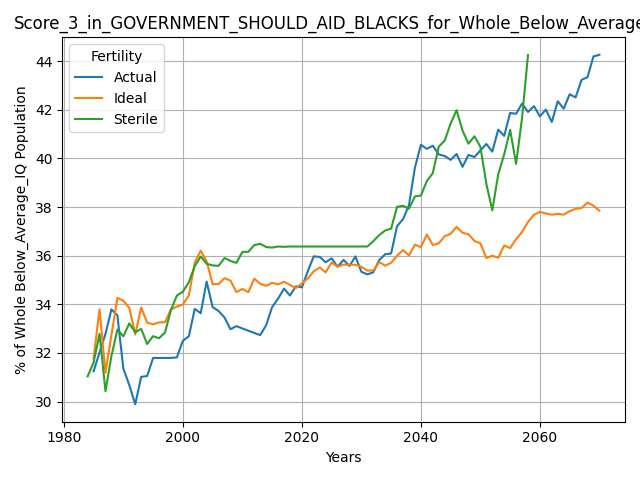 Score_3_in_GOVERNMENT_SHOULD_AID_BLACKS_for_Whole_Below_Average
Fertility
Actual
Ideal
Sterile
% of Whole Below_Average_IQ Population
44
42
40
38
36
34
32
30
1980 2000 2020 2040 2060
Years